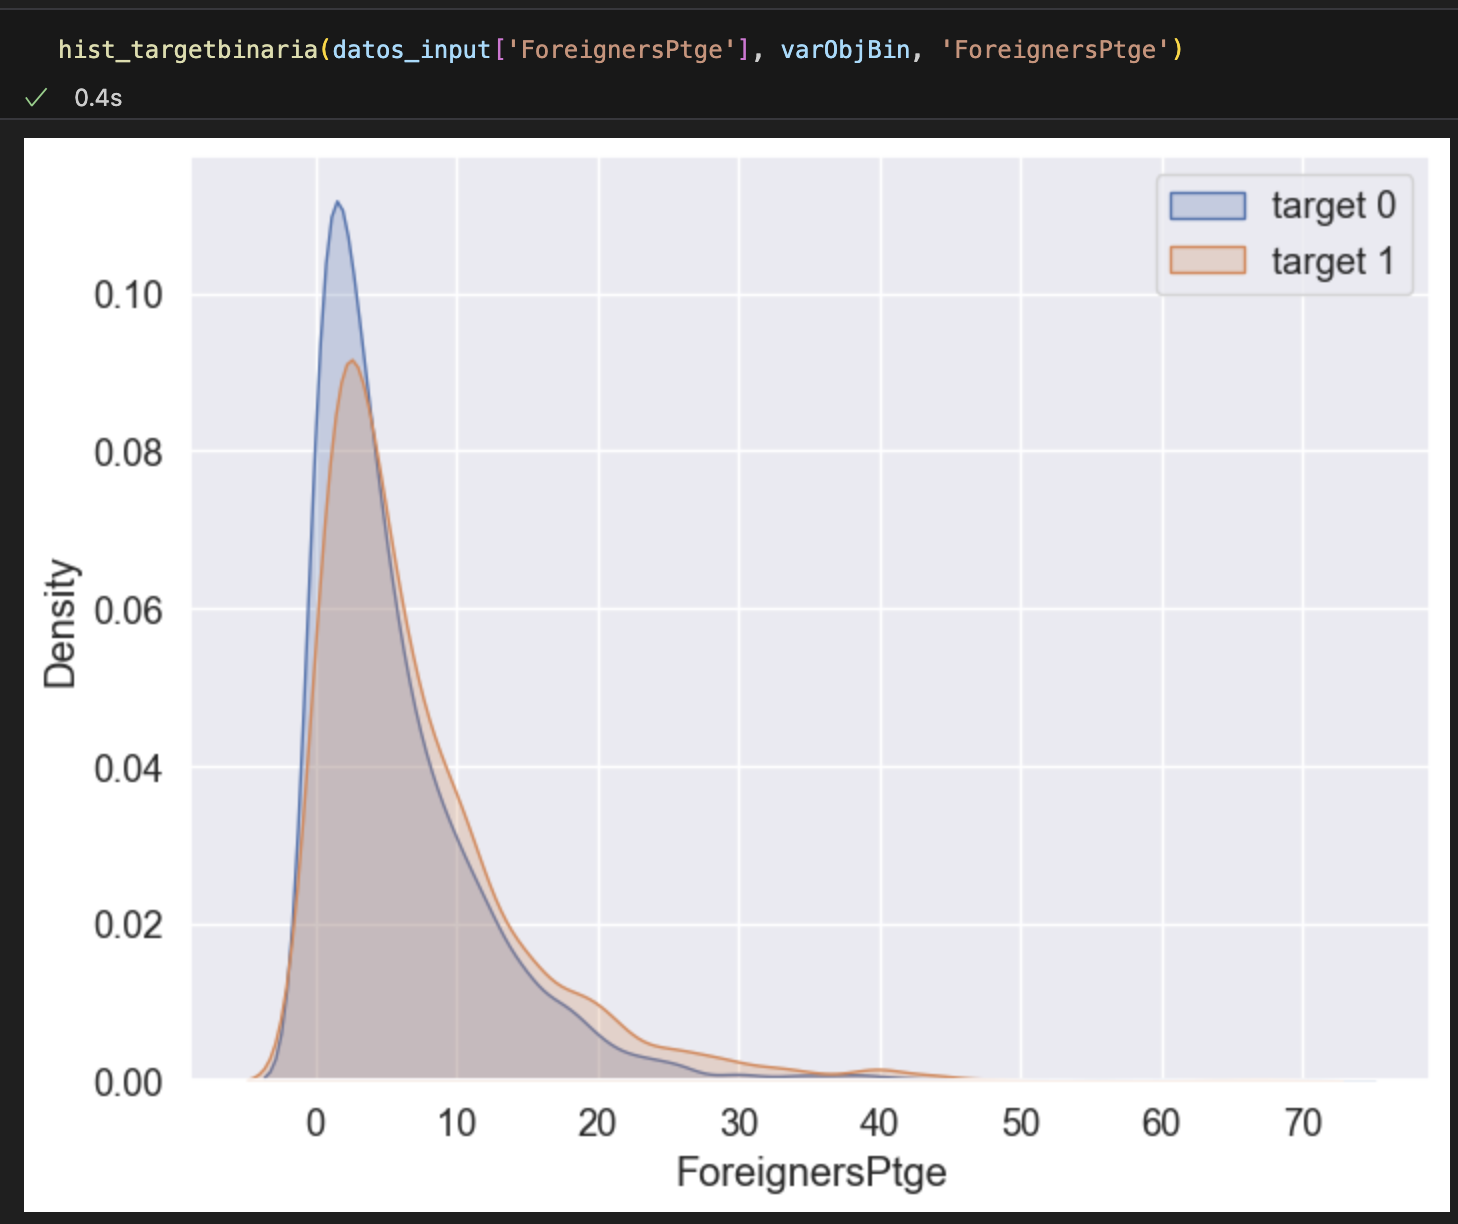 hist_targetbinaria(datos_input['ForeignersPtge'], varObjBin, 'ForeignersPtge')
0.4s
target 0
target 1
0.10
0.08
0.06
0.04
0.02
0.00
Density
0 10 20 30 40 50 60 70
ForeignersPtge